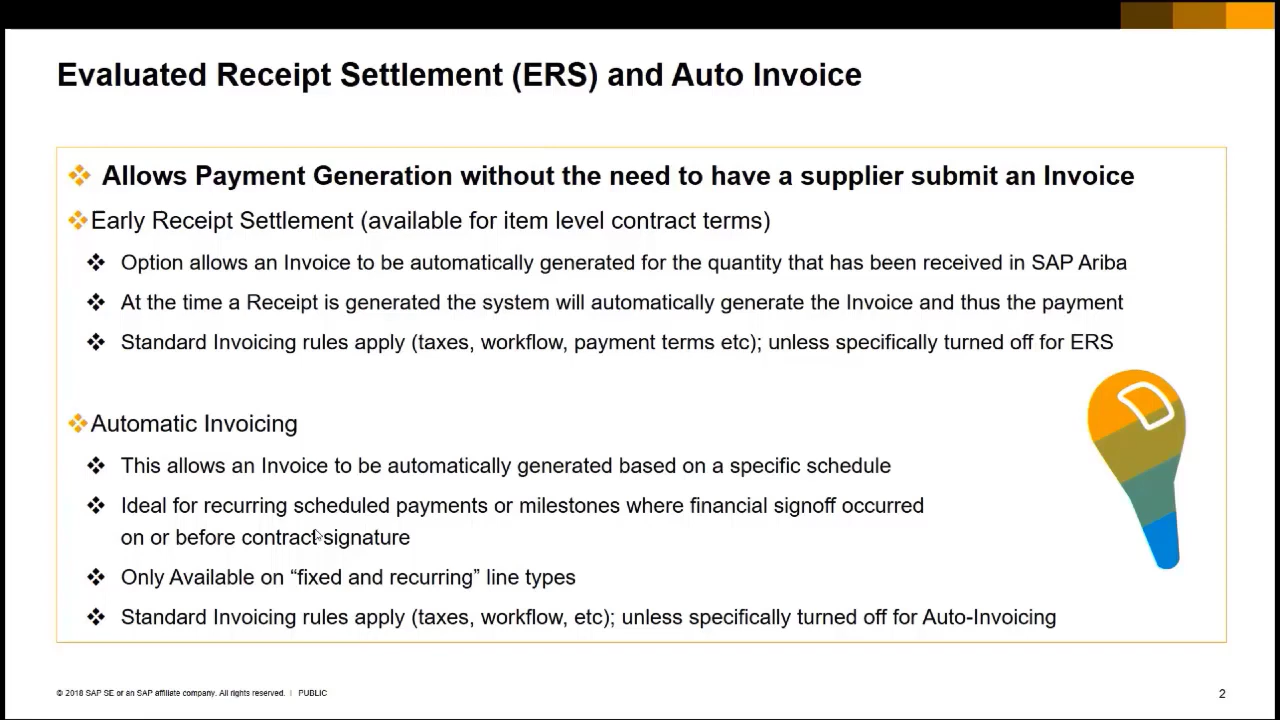 Evaluated Receipt Settlement (ERS) and Auto Invoice
Allows Payment Generation without the need to have a supplier submit an Invoice
Early Receipt Settlement (available for item level contract terms)
Option allows an Invoice to be automatically generated for the quantity that has been received in SAP Ariba
At the time a Receipt is generated the system will automatically generate the Invoice and thus the payment
Standard Invoicing rules apply (taxes, workflow, payment terms etc); unless specifically turned off for ERS
Automatic Invoicing
This allows an Invoice to be automatically generated based on a specific schedule
Ideal for recurring scheduled payments or milestones where financial signoff occurred
on or before contract signature
Only Available on “fixed and recurring” line types
Standard Invoicing rules apply (taxes, workflow, etc); unless specifically turned off for Auto-Invoicing
© 2018 SAP SE or an SAP affiliate company. All rights reserved. | PUBLIC
2